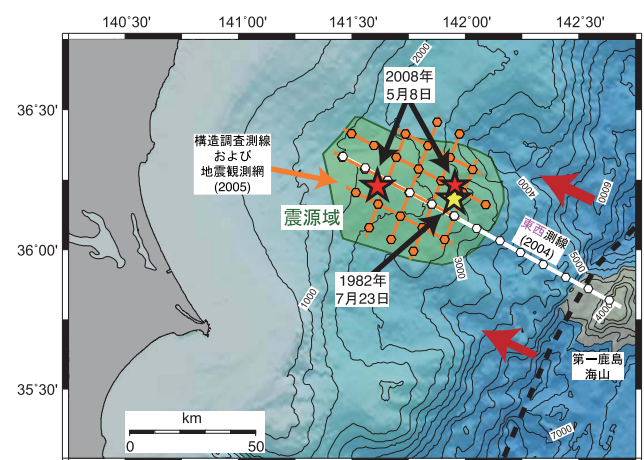 140˚30'
141˚00'
141˚30'
142˚00'
142˚30'
36˚30'
36˚00'
35˚30'
2000
2008年
5月8日
構造調査測線
および
地震観測網
(2005)
震源域
4000
6000
東西測線
(2004)
1982年
7月23日
3000
1000
5000
4000
第一鹿島
海山
7000
km
0
50